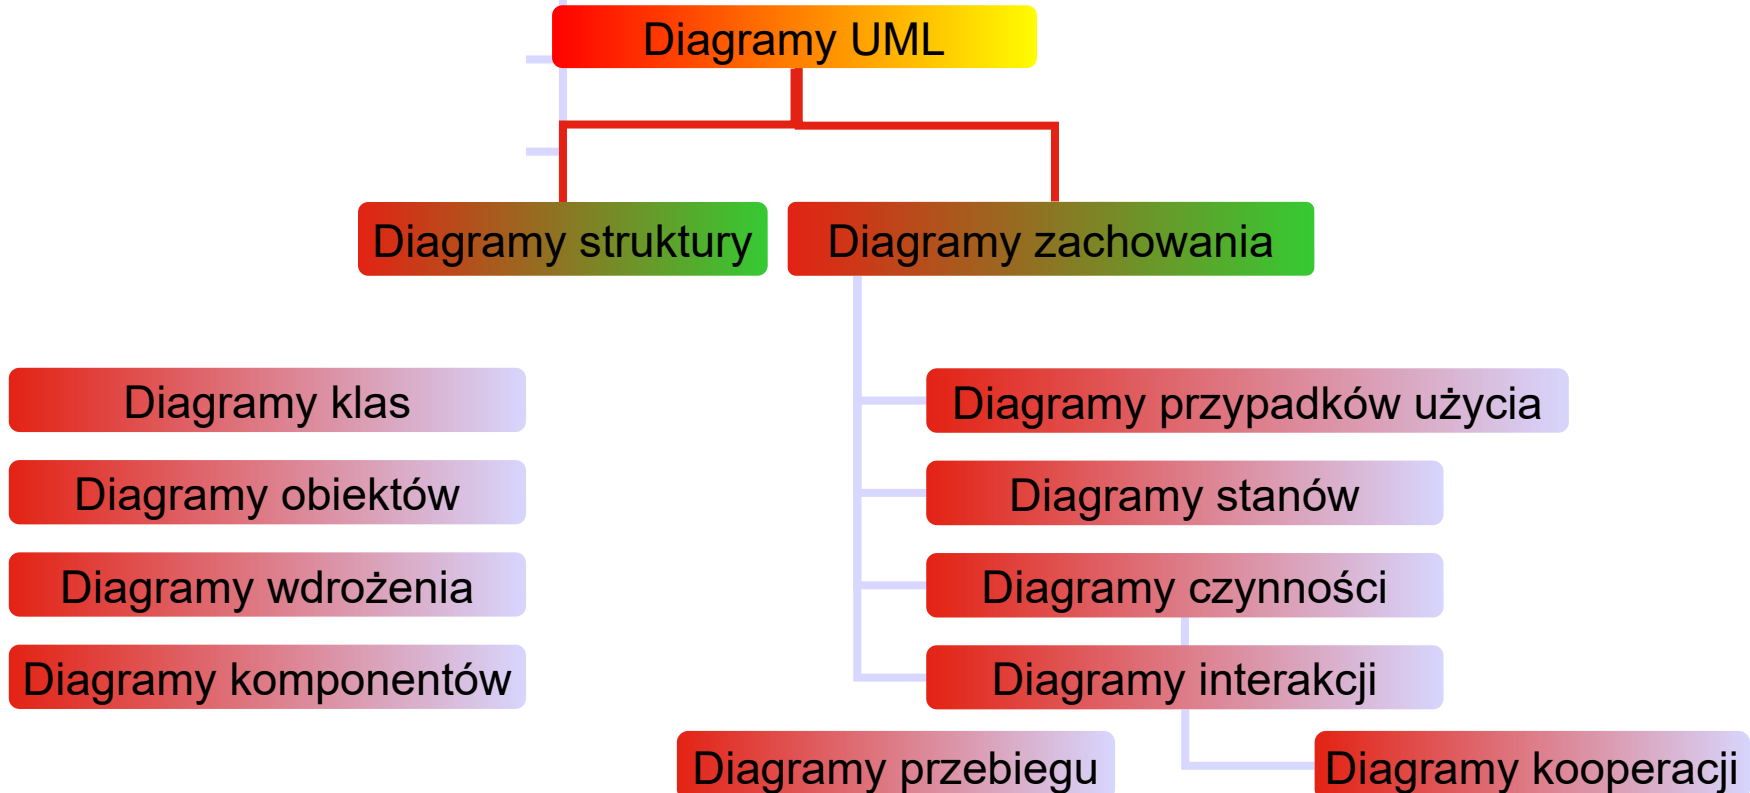 Diagramy UML
Diagramy struktury
Diagramy zachowania
Diagramy klas
Diagramy przypadków użycia
Diagramy obiektów
Diagramy stanów
Diagramy wdrożenia
Diagramy czynności
Diagramy komponentów
Diagramy interakcji
Diagramy przebiegu
Diagramy kooperacji